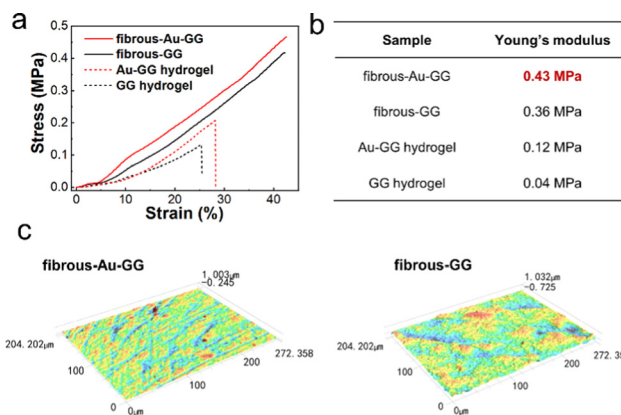 a
fibrous-Au-GG
fibrous-GG
Au-GG hydrogel
GG hydrogel
Stress (MPa)
0.5
0.4
0.3
0.2
0.1
0.0
0 10 20 30 40
Strain (%)
b
Sample Young's modulus
fibrous-Au-GG 0.43 MPa
fibrous-GG 0.36 MPa
Au-GG hydrogel 0.12 MPa
GG hydrogel 0.04 MPa
c
fibrous-Au-GG
1.003μm
-0.245
204.202μm
272.358
200
100
100
0
0μm
fibrous-GG
1.032μm
-0.725
204.202μm
272.35
200
100
100
0
0μm